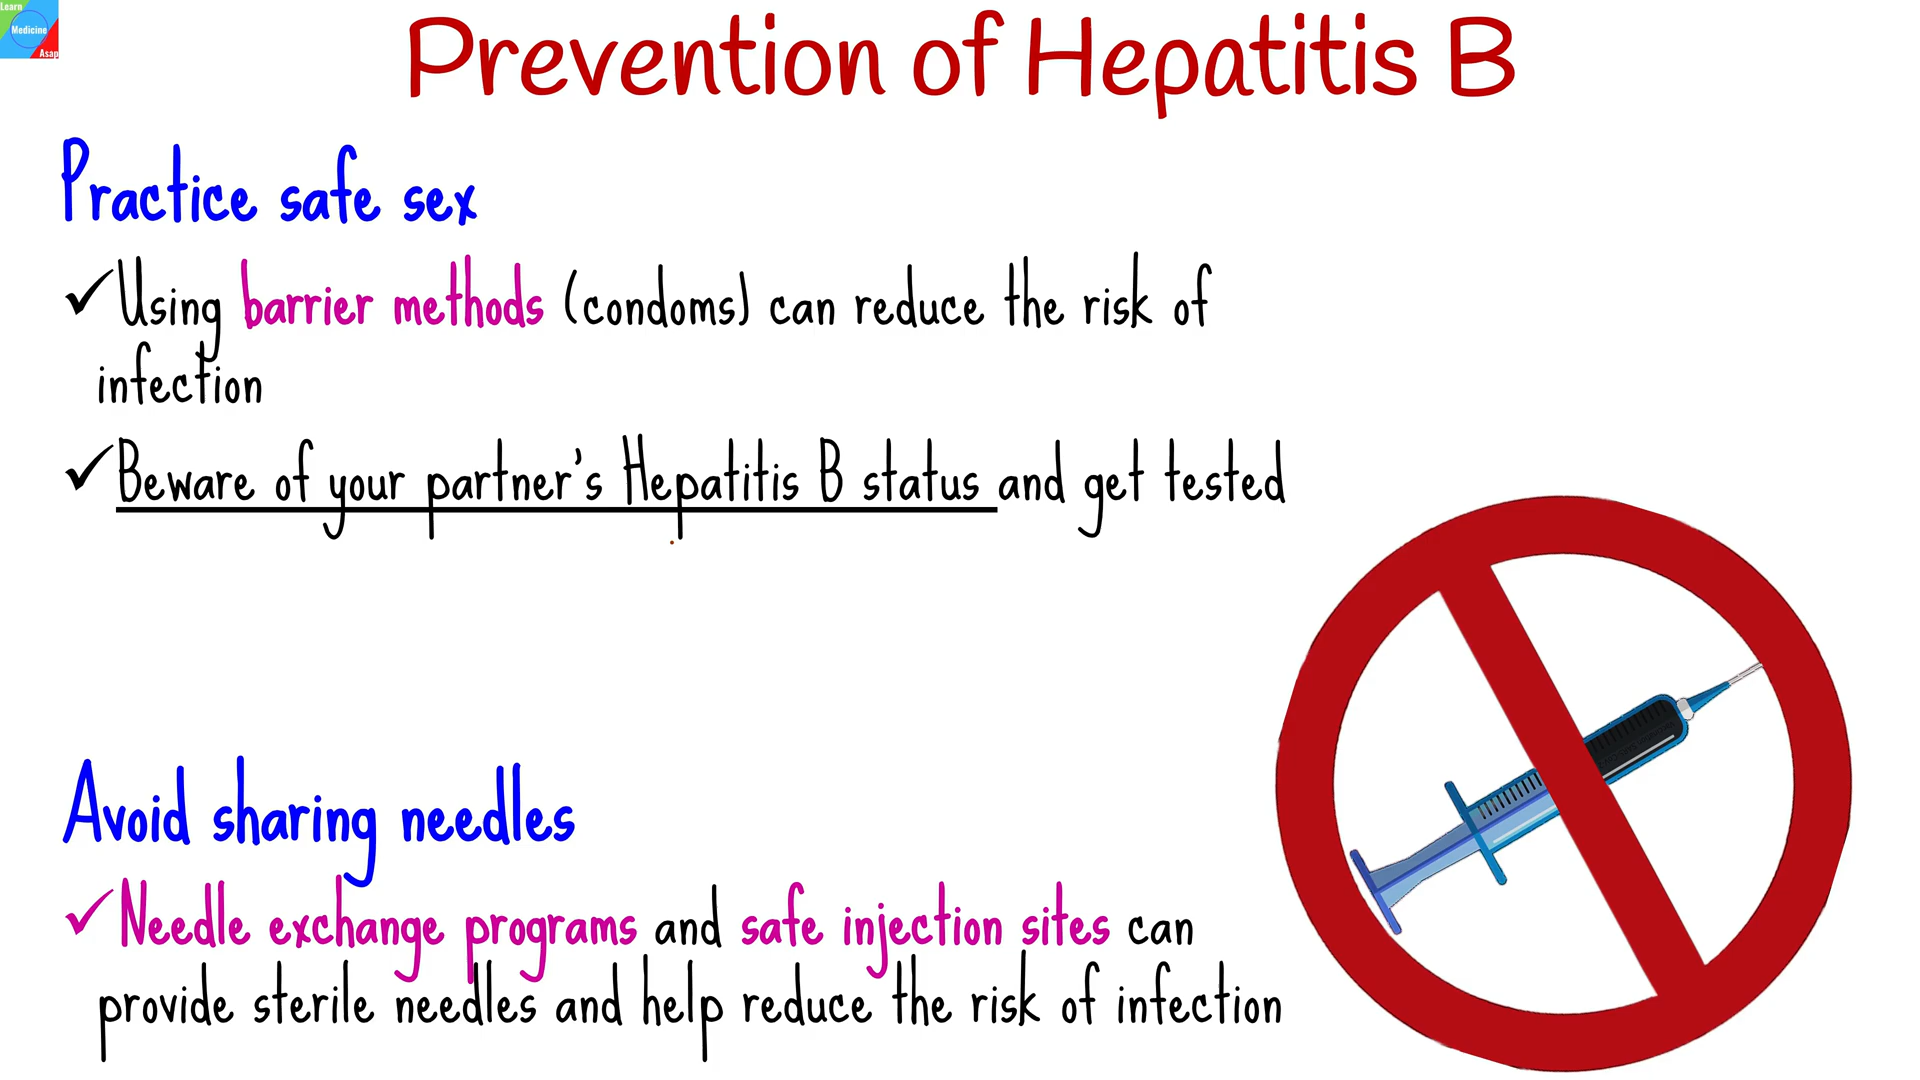 Learn
Medicine
Asap
Prevention of Hepatitis B
Practice safe sex
✓Using barrier methods (condoms) can reduce the risk of
infection
✓Beware of your partner's Hepatitis B status and get tested
Avoid sharing needles
✓Needle exchange programs and safe injection sites can
provide sterile needles and help reduce the risk of infection